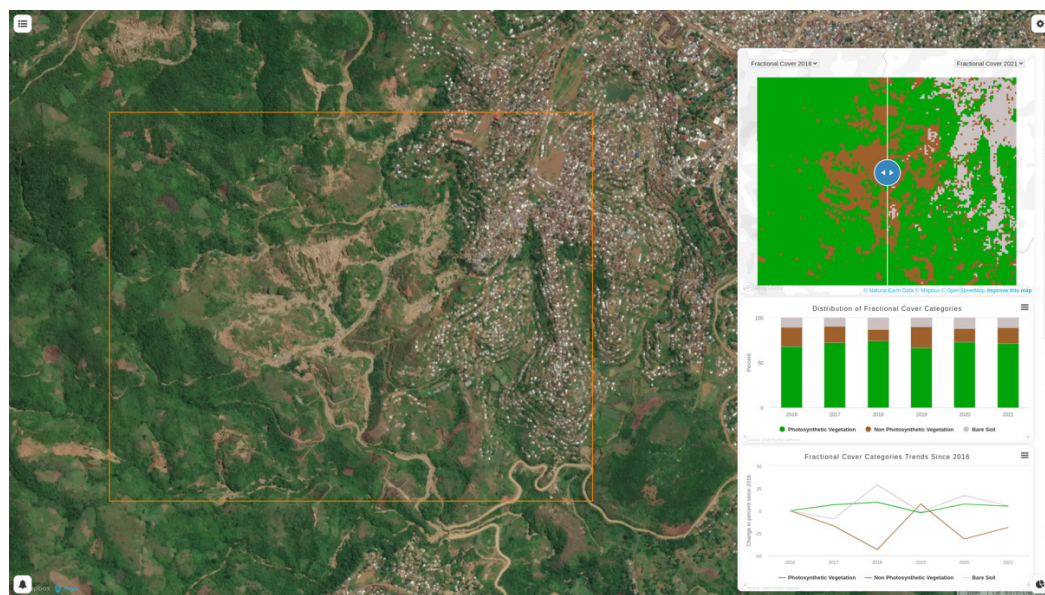 Fractional Cover 2016
Fractional Cover 2021
© Natural Earth Data © Mapbox © OpenStreetMap Improve this map
Distribution of Fractional Cover Categories
100
50
0
Percent
2016 2017 2018 2019 2020 2021
Photosynthetic Vegetation Non Photosynthetic Vegetation Bare Soil
Fractional Cover Categories Trends Since 2016
50
25
0
-25
-50
Change in percent since 2016
2016 2017 2018 2019 2020 2021
Photosynthetic Vegetation Non Photosynthetic Vegetation Bare Soil